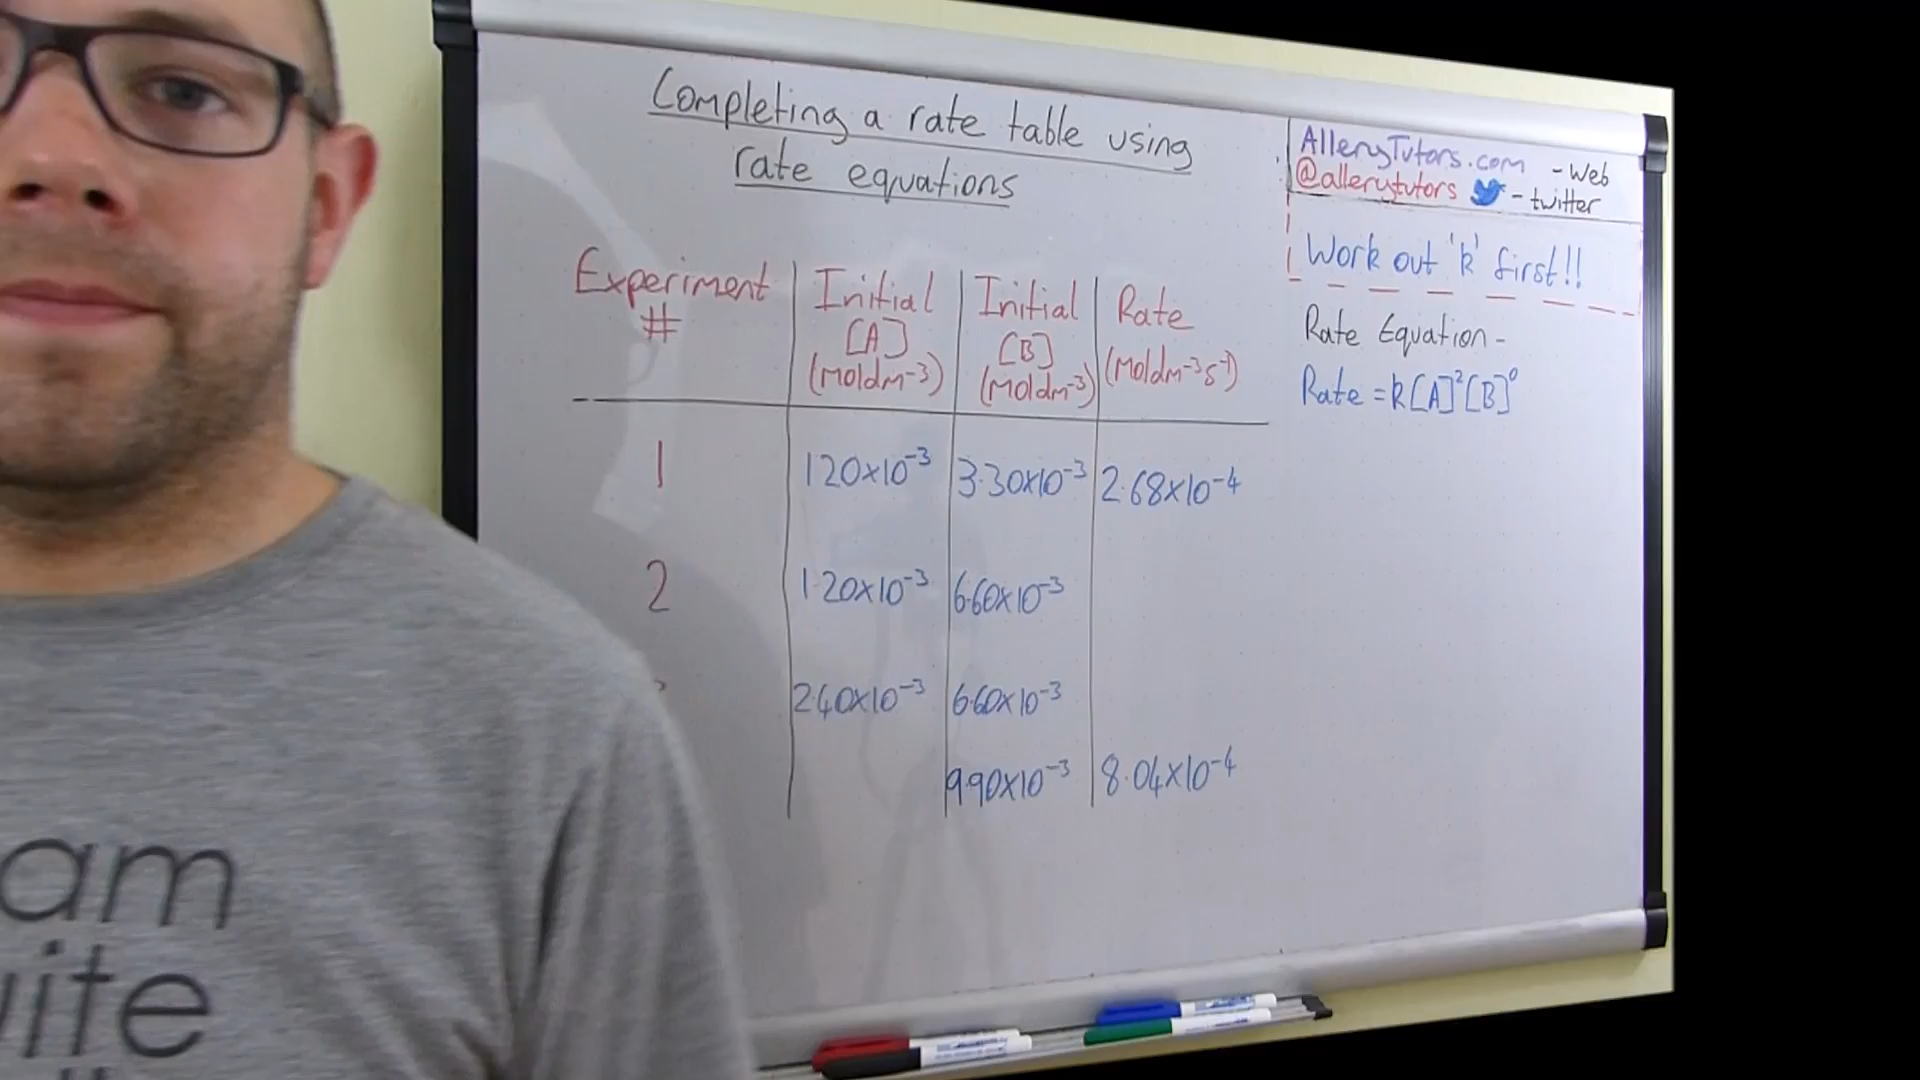 Completing a rate table using
rate equations
AlleryTutors.com - Web
@allerytutors - twitter
Work out 'k' first!!
Rate Equation -
Rate = k[A]²[B]⁰
Experiment # Initial [A] (moldm⁻³) Initial [B] (moldm⁻³) Rate (moldm⁻³s⁻¹)
1 1.20x10⁻³ 3.30x10⁻³ 2.68x10⁻⁴
2 1.20x10⁻³ 6.60x10⁻³
2.40x10⁻³ 6.60x10⁻³
9.90x10⁻³ 8.04x10⁻⁴
am
ite